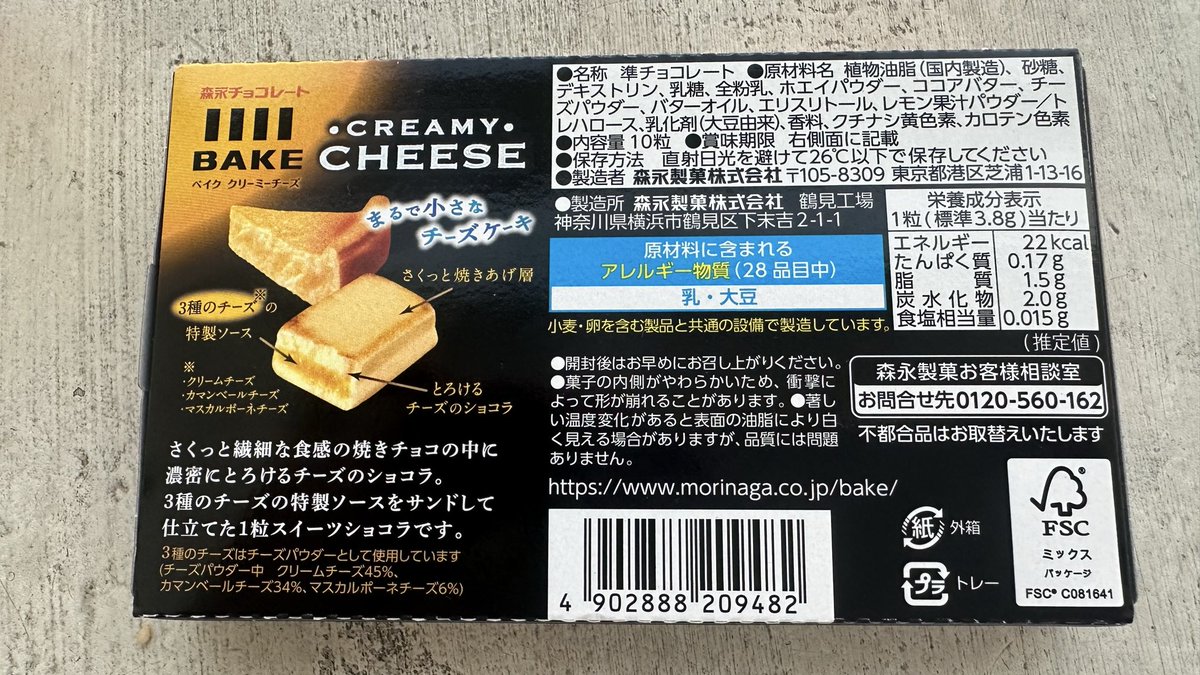 森永チョコレート
BAKE
ベイク クリーミーチーズ
・CREAMY・
CHEESE
まるで小さな
チーズケーキ
さくっと焼きあげ層
3種のチーズ※の
特製ソース
※
・クリームチーズ
・カマンベールチーズ
・マスカルポーネチーズ
とろける
チーズのショコラ
さくっと繊細な食感の焼きチョコの中に
濃密にとろけるチーズのショコラ。
3種のチーズの特製ソースをサンドして
仕立てた1粒スイーツショコラです。
3種のチーズはチーズパウダーとして使用しています
(チーズパウダー中 クリームチーズ45%、
カマンベールチーズ34%、マスカルポーネチーズ6%)
●名称 準チョコレート ●原材料名 植物油脂(国内製造)、砂糖、
デキストリン、乳糖、全粉乳、ホエイパウダー、ココアバター、チー
ズパウダー、バターオイル、エリスリトール、レモン果汁パウダー/ト
レハロース、乳化剤(大豆由来)、香料、クチナシ黄色素、カロテン色素
●内容量 10粒 ●賞味期限 右側面に記載
●保存方法 直射日光を避けて26℃以下で保存してください
●製造者 森永製菓株式会社 〒105-8309 東京都港区芝浦1-13-16
●製造所 森永製菓株式会社 鶴見工場
神奈川県横浜市鶴見区下末吉2-1-1
原材料に含まれる
アレルギー物質(28品目中)
乳・大豆
小麦・卵を含む製品と共通の設備で製造しています。
栄養成分表示
1粒(標準3.8g)当たり
エネルギー 22kcal
たんぱく質 0.17g
脂質 1.5g
炭水化物 2.0g
食塩相当量 0.015g
(推定値)
●開封後はお早めにお召し上がりください。
●菓子の内側がやわらかいため、衝撃に
よって形が崩れることがあります。●著し
い温度変化があると表面の油脂により白
く見える場合がありますが、品質には問題
ありません。
https://www.morinaga.co.jp/bake/
森永製菓お客様相談室
お問合せ先0120-560-162
不都合品はお取替えいたします
4 902888 209482
紙 外箱
プラ トレー
FSC
ミックス
パッケージ
FSC® C081641